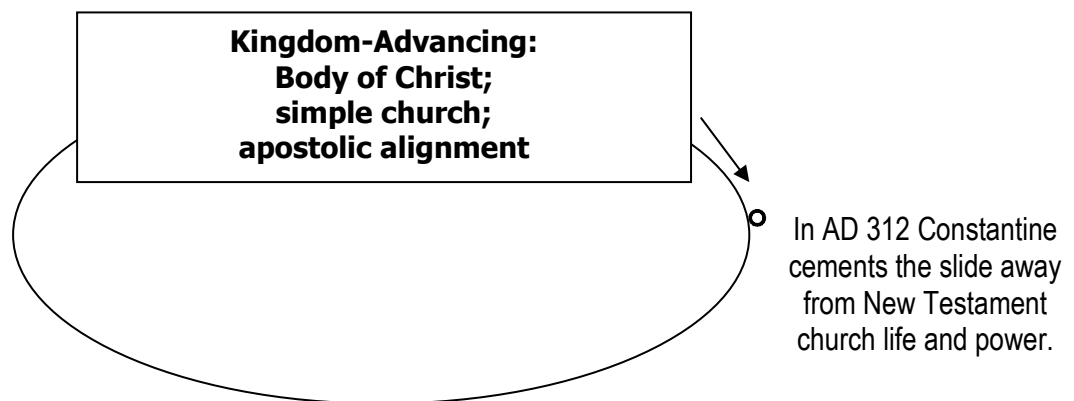 Kingdom-Advancing:
Body of Christ;
simple church;
apostolic alignment
In AD 312 Constantine
cements the slide away
from New Testament
church life and power.